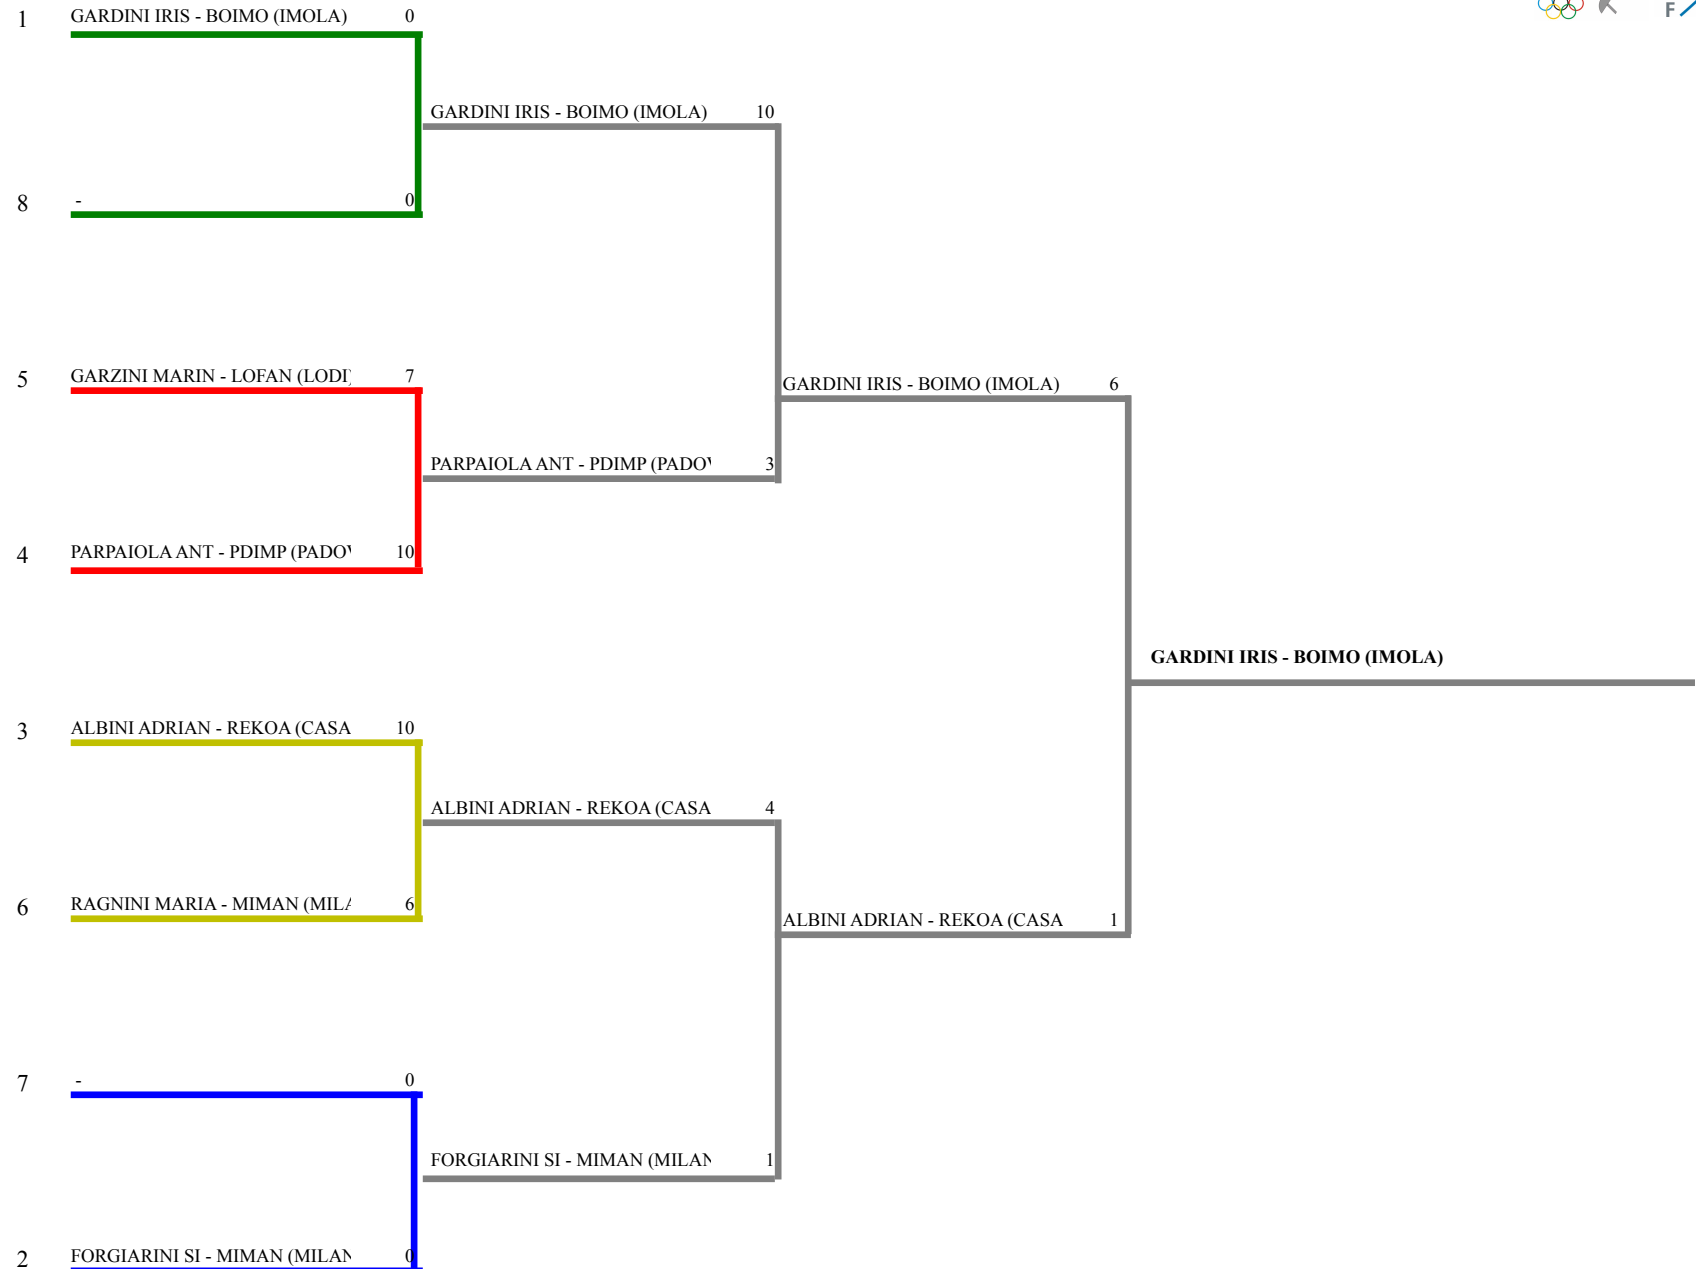 1 GARDINI IRIS - BOIMO (IMOLA) 0
F
GARDINI IRIS - BOIMO (IMOLA) 10
8 - 0
5 GARZINI MARIN - LOFAN (LODI) 7
GARDINI IRIS - BOIMO (IMOLA) 6
PARPAIOLA ANT - PDIMP (PADOV 3
4 PARPAIOLA ANT - PDIMP (PADOV 10
GARDINI IRIS - BOIMO (IMOLA)
3 ALBINI ADRIAN - REKOA (CASA 10
ALBINI ADRIAN - REKOA (CASA 4
6 RAGNINI MARIA - MIMAN (MILA 6
ALBINI ADRIAN - REKOA (CASA 1
7 - 0
FORGIARINI SI - MIMAN (MILAN 1
2 FORGIARINI SI - MIMAN (MILAN 0